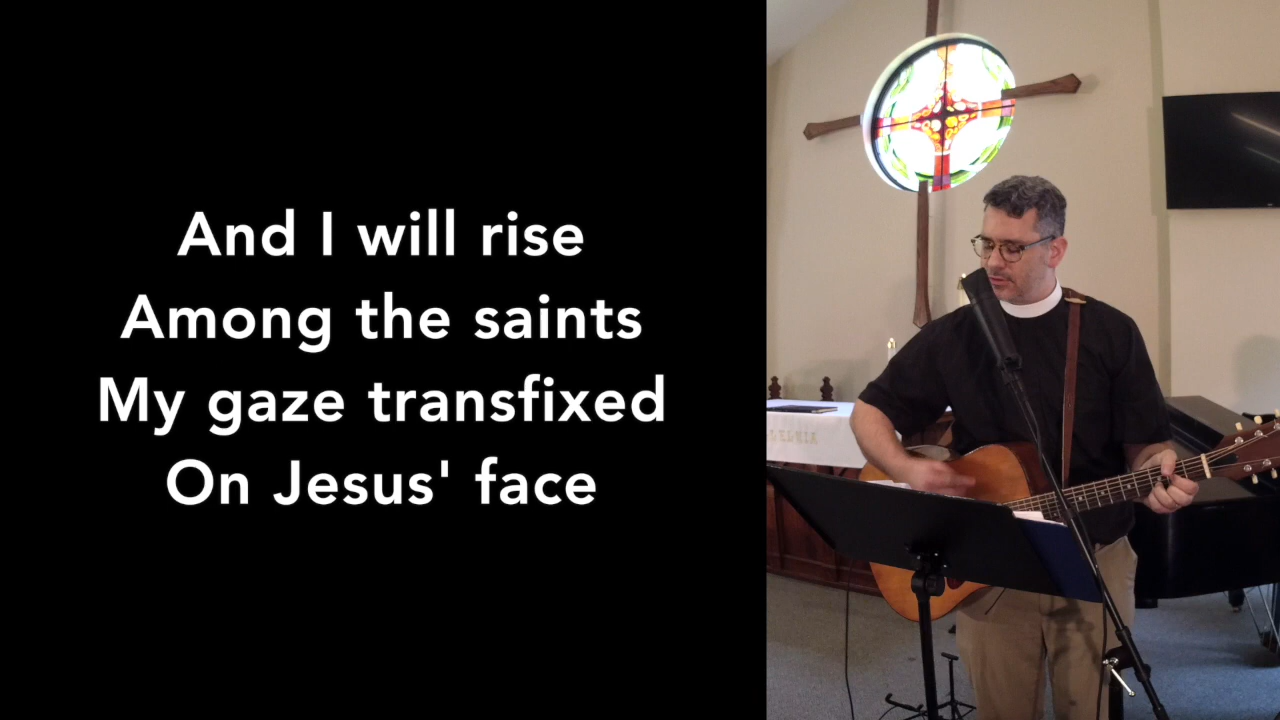 And I will rise
Among the saints
My gaze transfixed
On Jesus' face